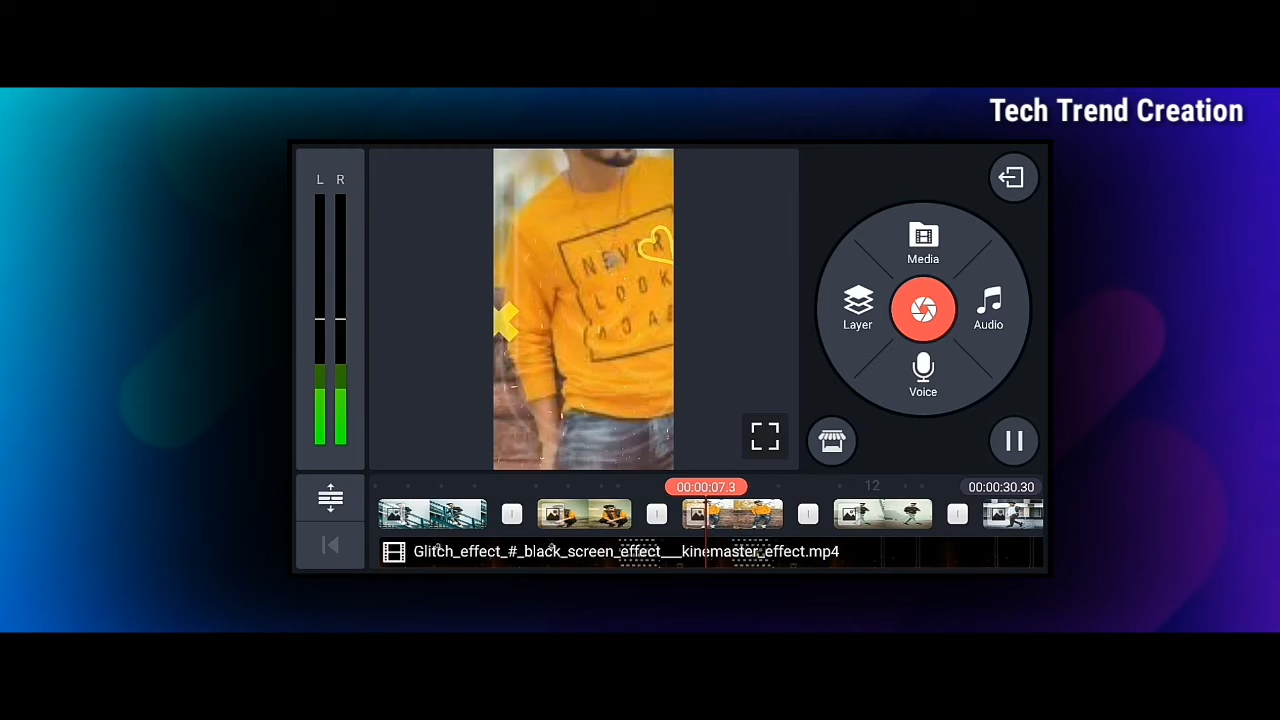 Tech Trend Creation
L R
Media
Layer
Audio
Voice
NEVER
LOOK
00:00:07.3
12
00:00:30.30
Glitch_effect_#_black_screen_effect___kinemaster_effect.mp4